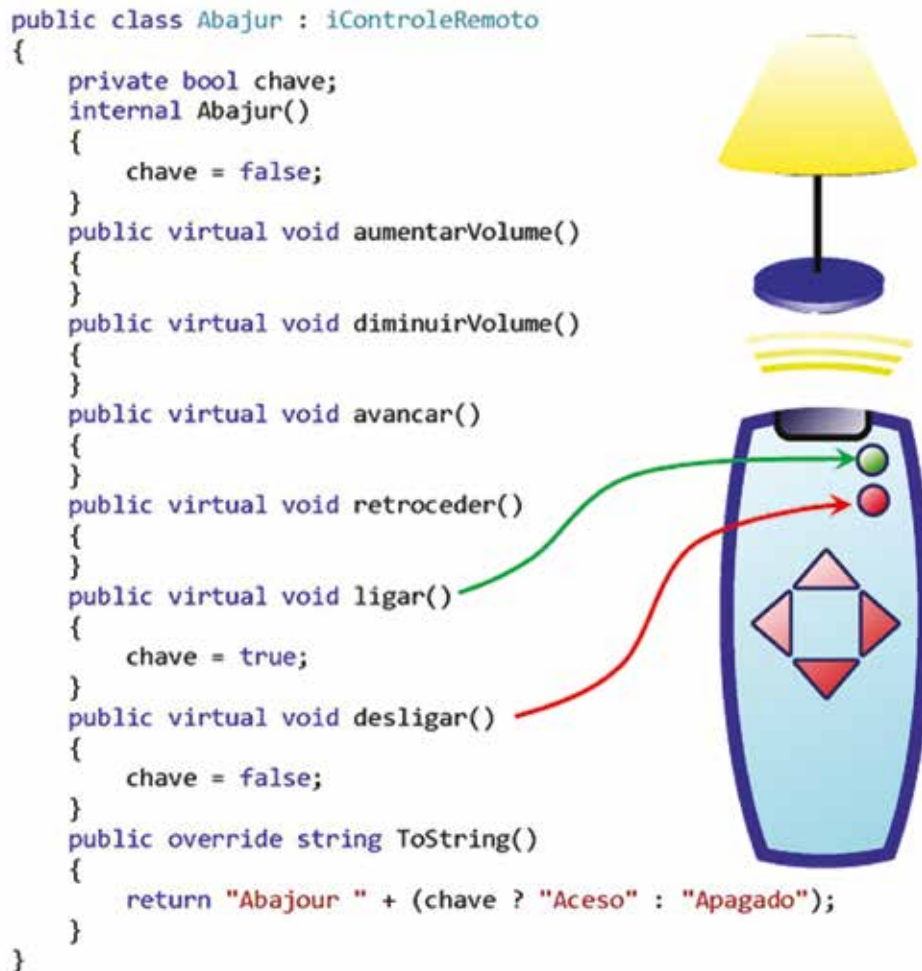 public class Abajur : iControleRemoto
{
    private bool chave;
    internal Abajur()
    {
        chave = false;
    }
    public virtual void aumentarVolume()
    {
    }
    public virtual void diminuirVolume()
    {
    }
    public virtual void avancar()
    {
    }
    public virtual void retroceder()
    {
    }
    public virtual void ligar()
    {
        chave = true;
    }
    public virtual void desligar()
    {
        chave = false;
    }
    public override string ToString()
    {
        return "Abajour " + (chave ? "Aceso" : "Apagado");
    }
}